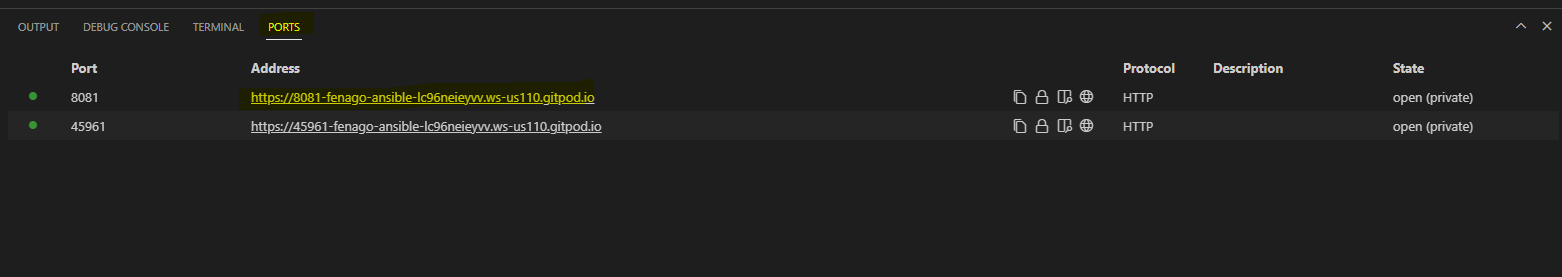 OUTPUT DEBUG CONSOLE TERMINAL PORTS
Port Address Protocol Description State
8081 https://8081-fenago-ansible-lc96neieyvv.ws-us110.gitpod.io HTTP open (private)
45961 https://45961-fenago-ansible-lc96neieyvv.ws-us110.gitpod.io HTTP open (private)